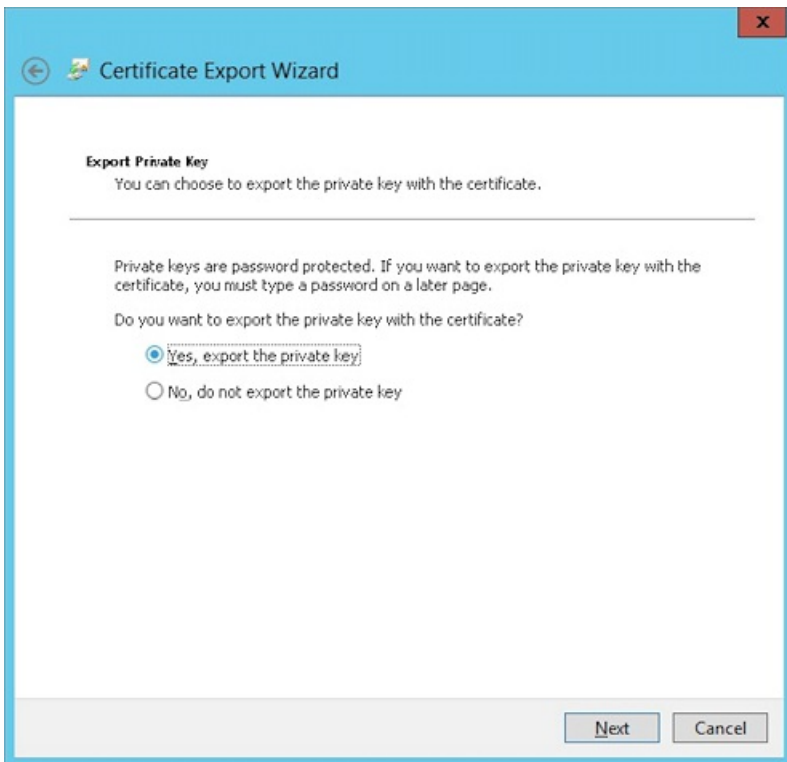 x
Certificate Export Wizard
Export Private Key
You can choose to export the private key with the certificate.
Private keys are password protected. If you want to export the private key with the
certificate, you must type a password on a later page.
Do you want to export the private key with the certificate?
Yes, export the private key
No, do not export the private key
Next Cancel